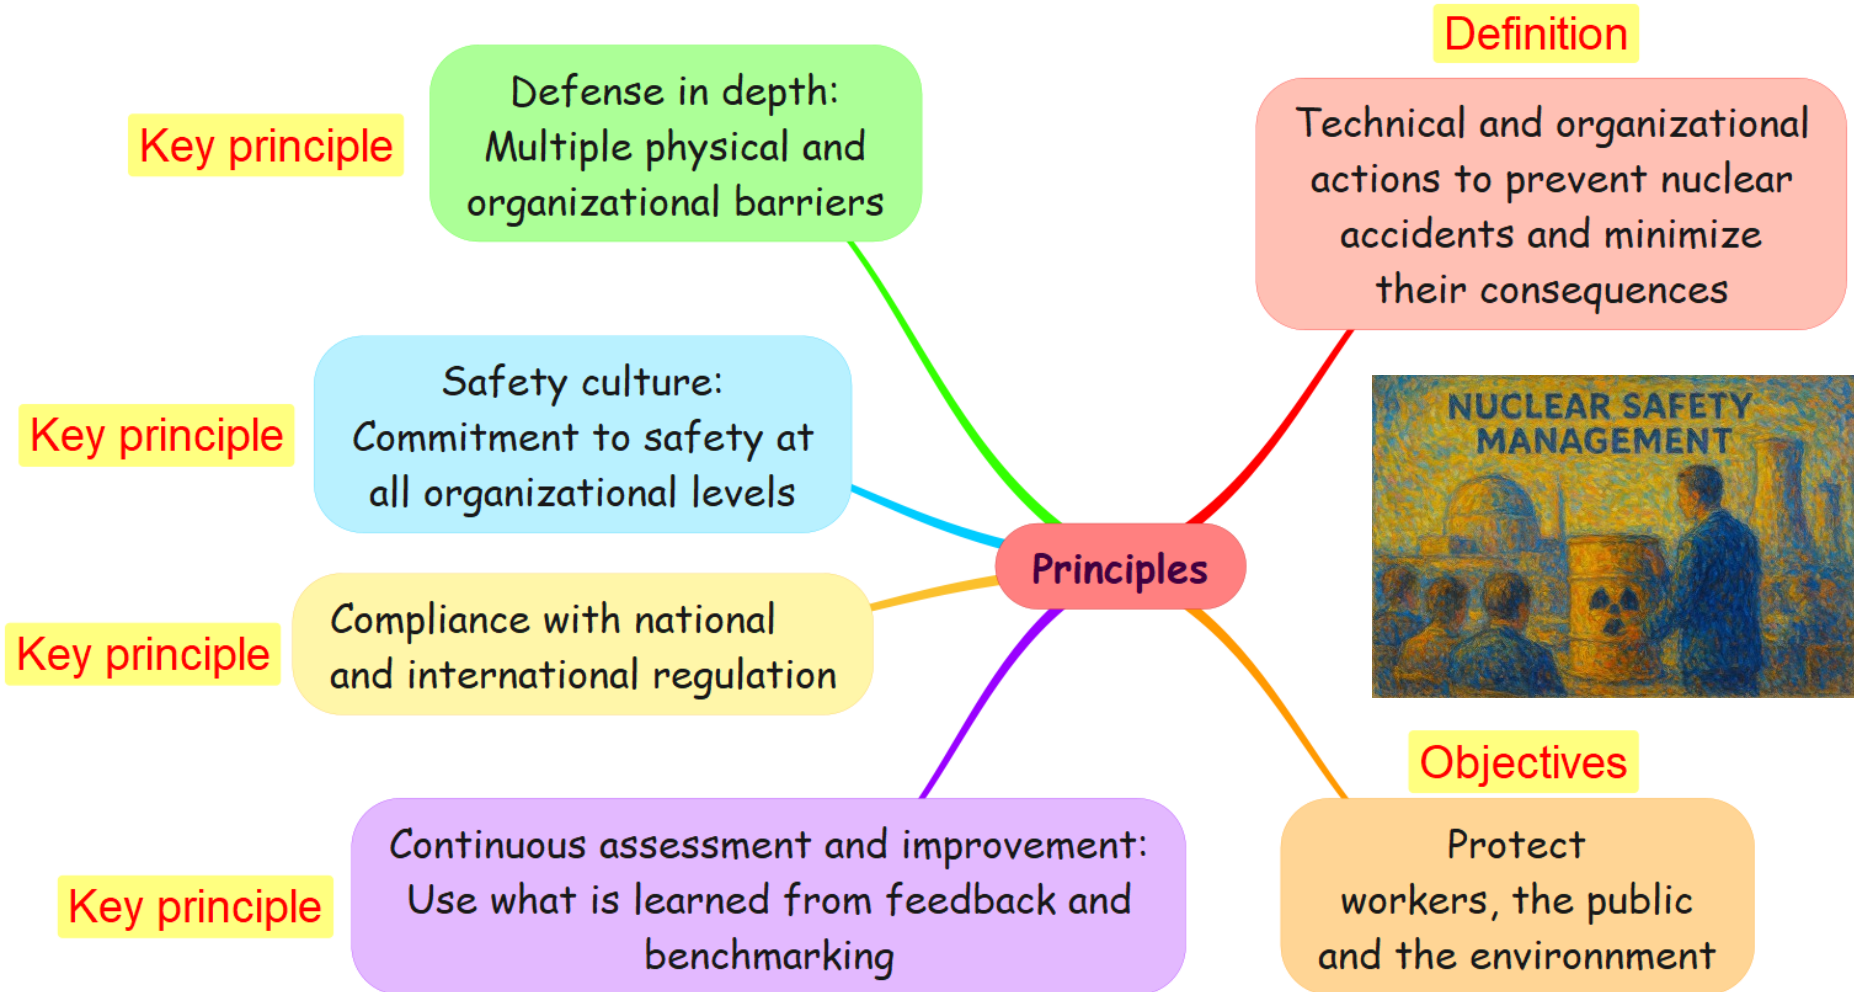 Definition
Technical and organizational
actions to prevent nuclear
accidents and minimize
their consequences
Key principle
Defense in depth:
Multiple physical and
organizational barriers
Key principle
Safety culture:
Commitment to safety at
all organizational levels
NUCLEAR SAFETY
MANAGEMENT
Principles
Key principle
Compliance with national
and international regulation
Key principle
Continuous assessment and improvement:
Use what is learned from feedback and
benchmarking
Objectives
Protect
workers, the public
and the environnment